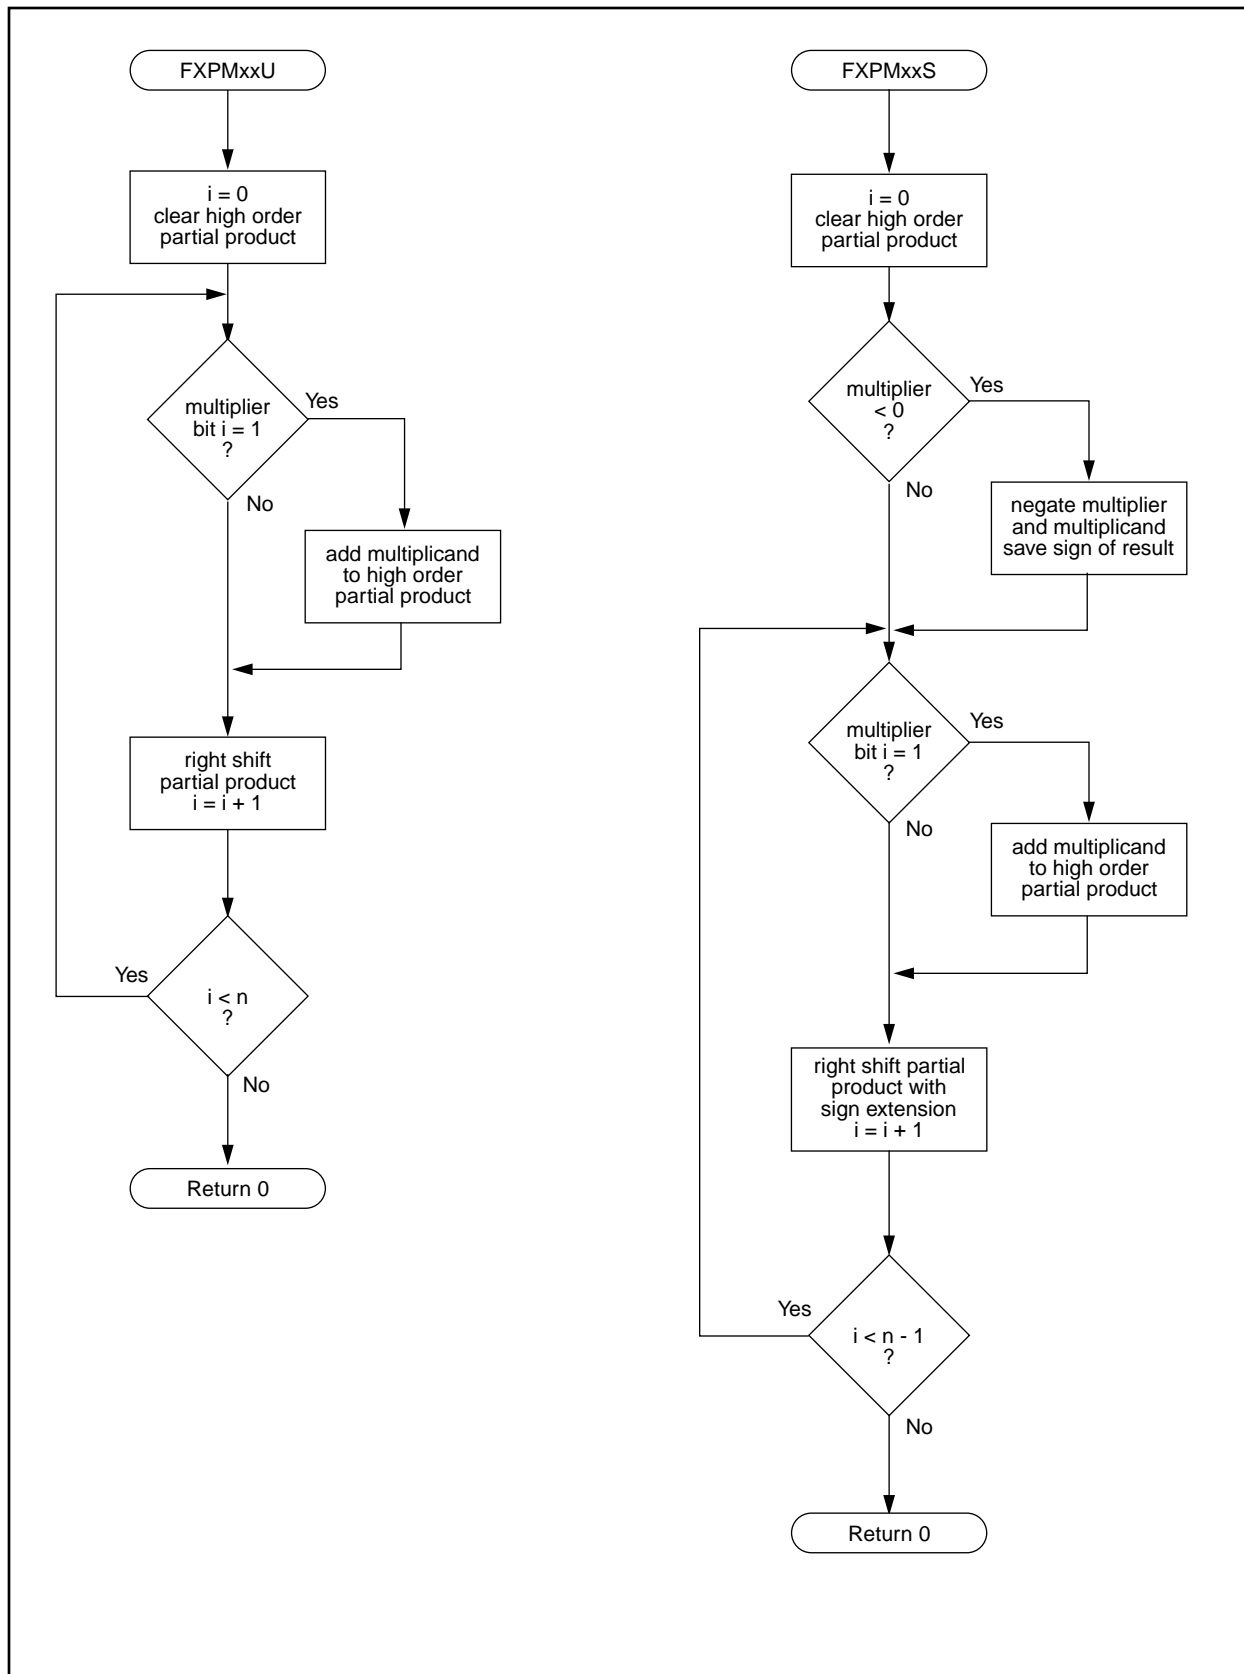 FXPMxxU
i = 0
clear high order
partial product
multiplier
bit i = 1
?
Yes
No
add multiplicand
to high order
partial product
right shift
partial product
i = i + 1
Yes
i < n
?
No
Return 0
FXPMxxS
i = 0
clear high order
partial product
multiplier
< 0
?
Yes
No
negate multiplier
and multiplicand
save sign of result
multiplier
bit i = 1
?
Yes
No
add multiplicand
to high order
partial product
right shift partial
product with
sign extension
i = i + 1
Yes
i < n - 1
?
No
Return 0